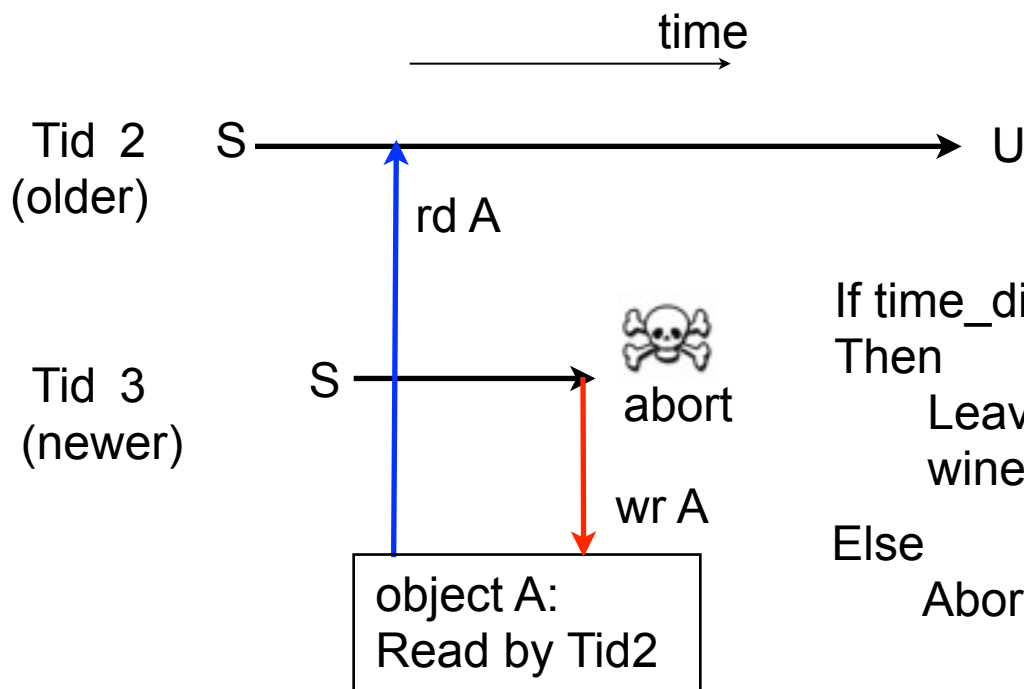 time
Tid 2
(older)
S
U
rd A
If time_di
Then
Leav
wine
Else
Abor
Tid 3
(newer)
S
abort
wr A
object A:
Read by Tid2